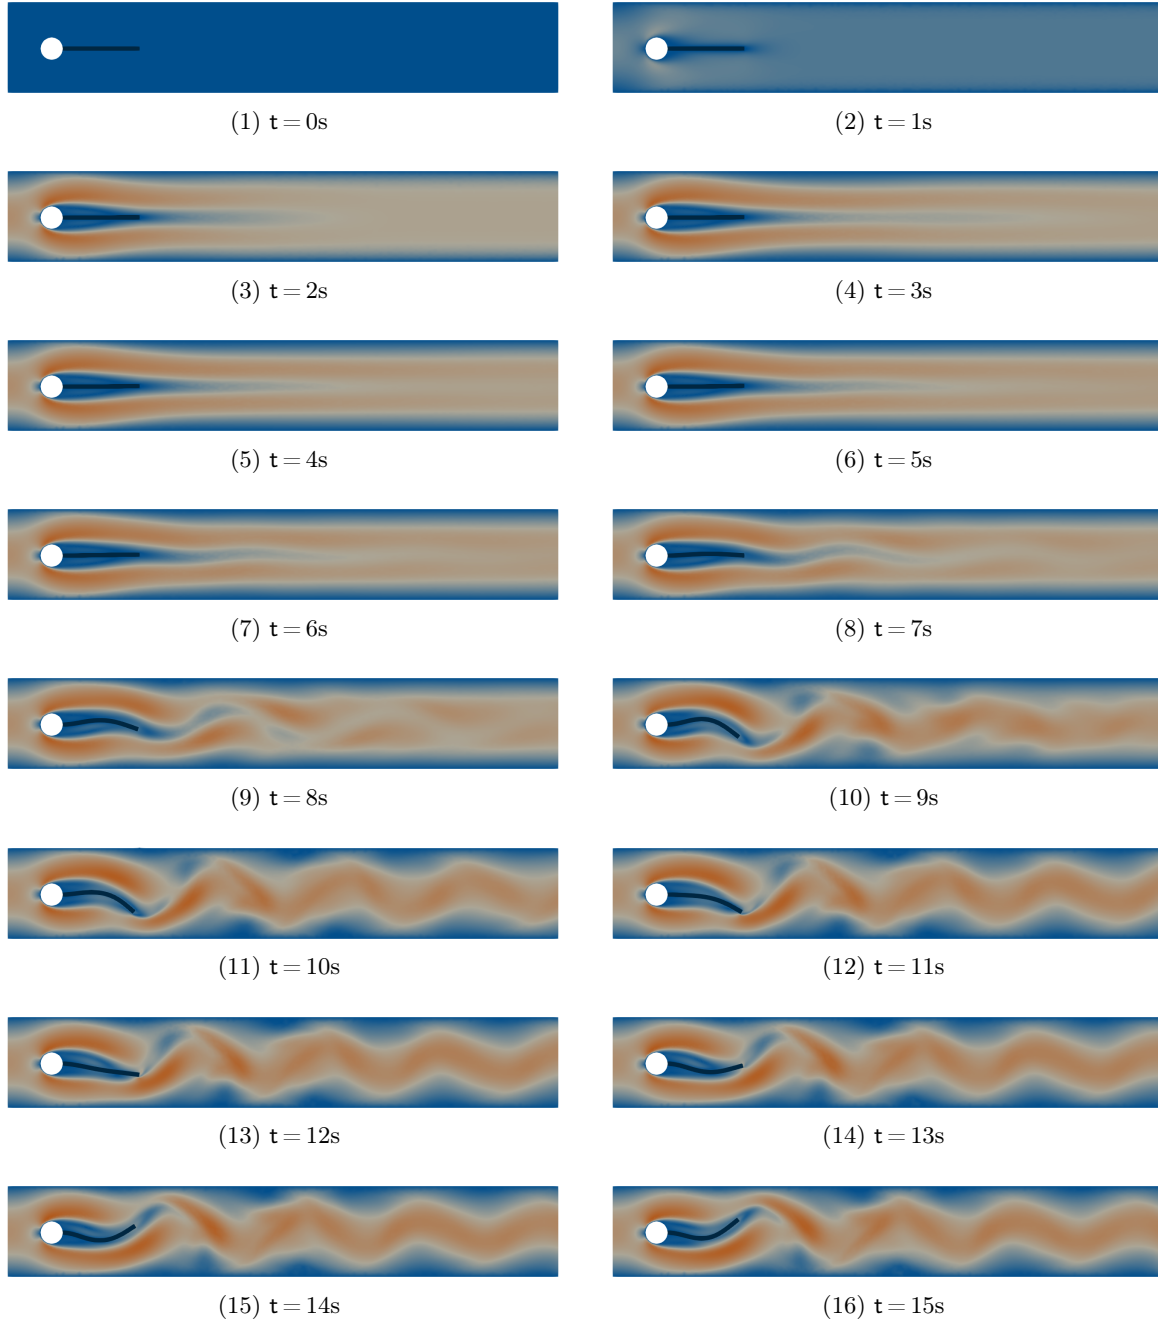 (1) t = 0s
(2) t = 1s
(3) t = 2s
(4) t = 3s
(5) t = 4s
(6) t = 5s
(7) t = 6s
(8) t = 7s
(9) t = 8s
(10) t = 9s
(11) t = 10s
(12) t = 11s
(13) t = 12s
(14) t = 13s
(15) t = 14s
(16) t = 15s